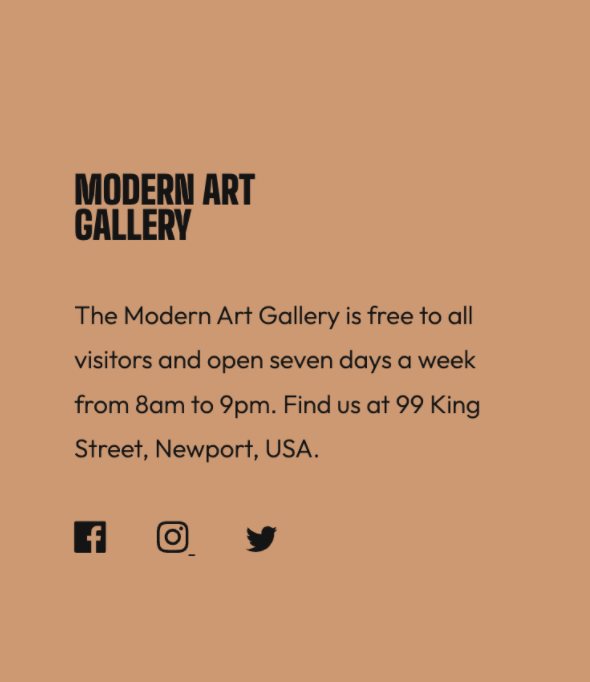 MODERN ART
GALLERY
The Modern Art Gallery is free to all
visitors and open seven days a week
from 8am to 9pm. Find us at 99 King
Street, Newport, USA.